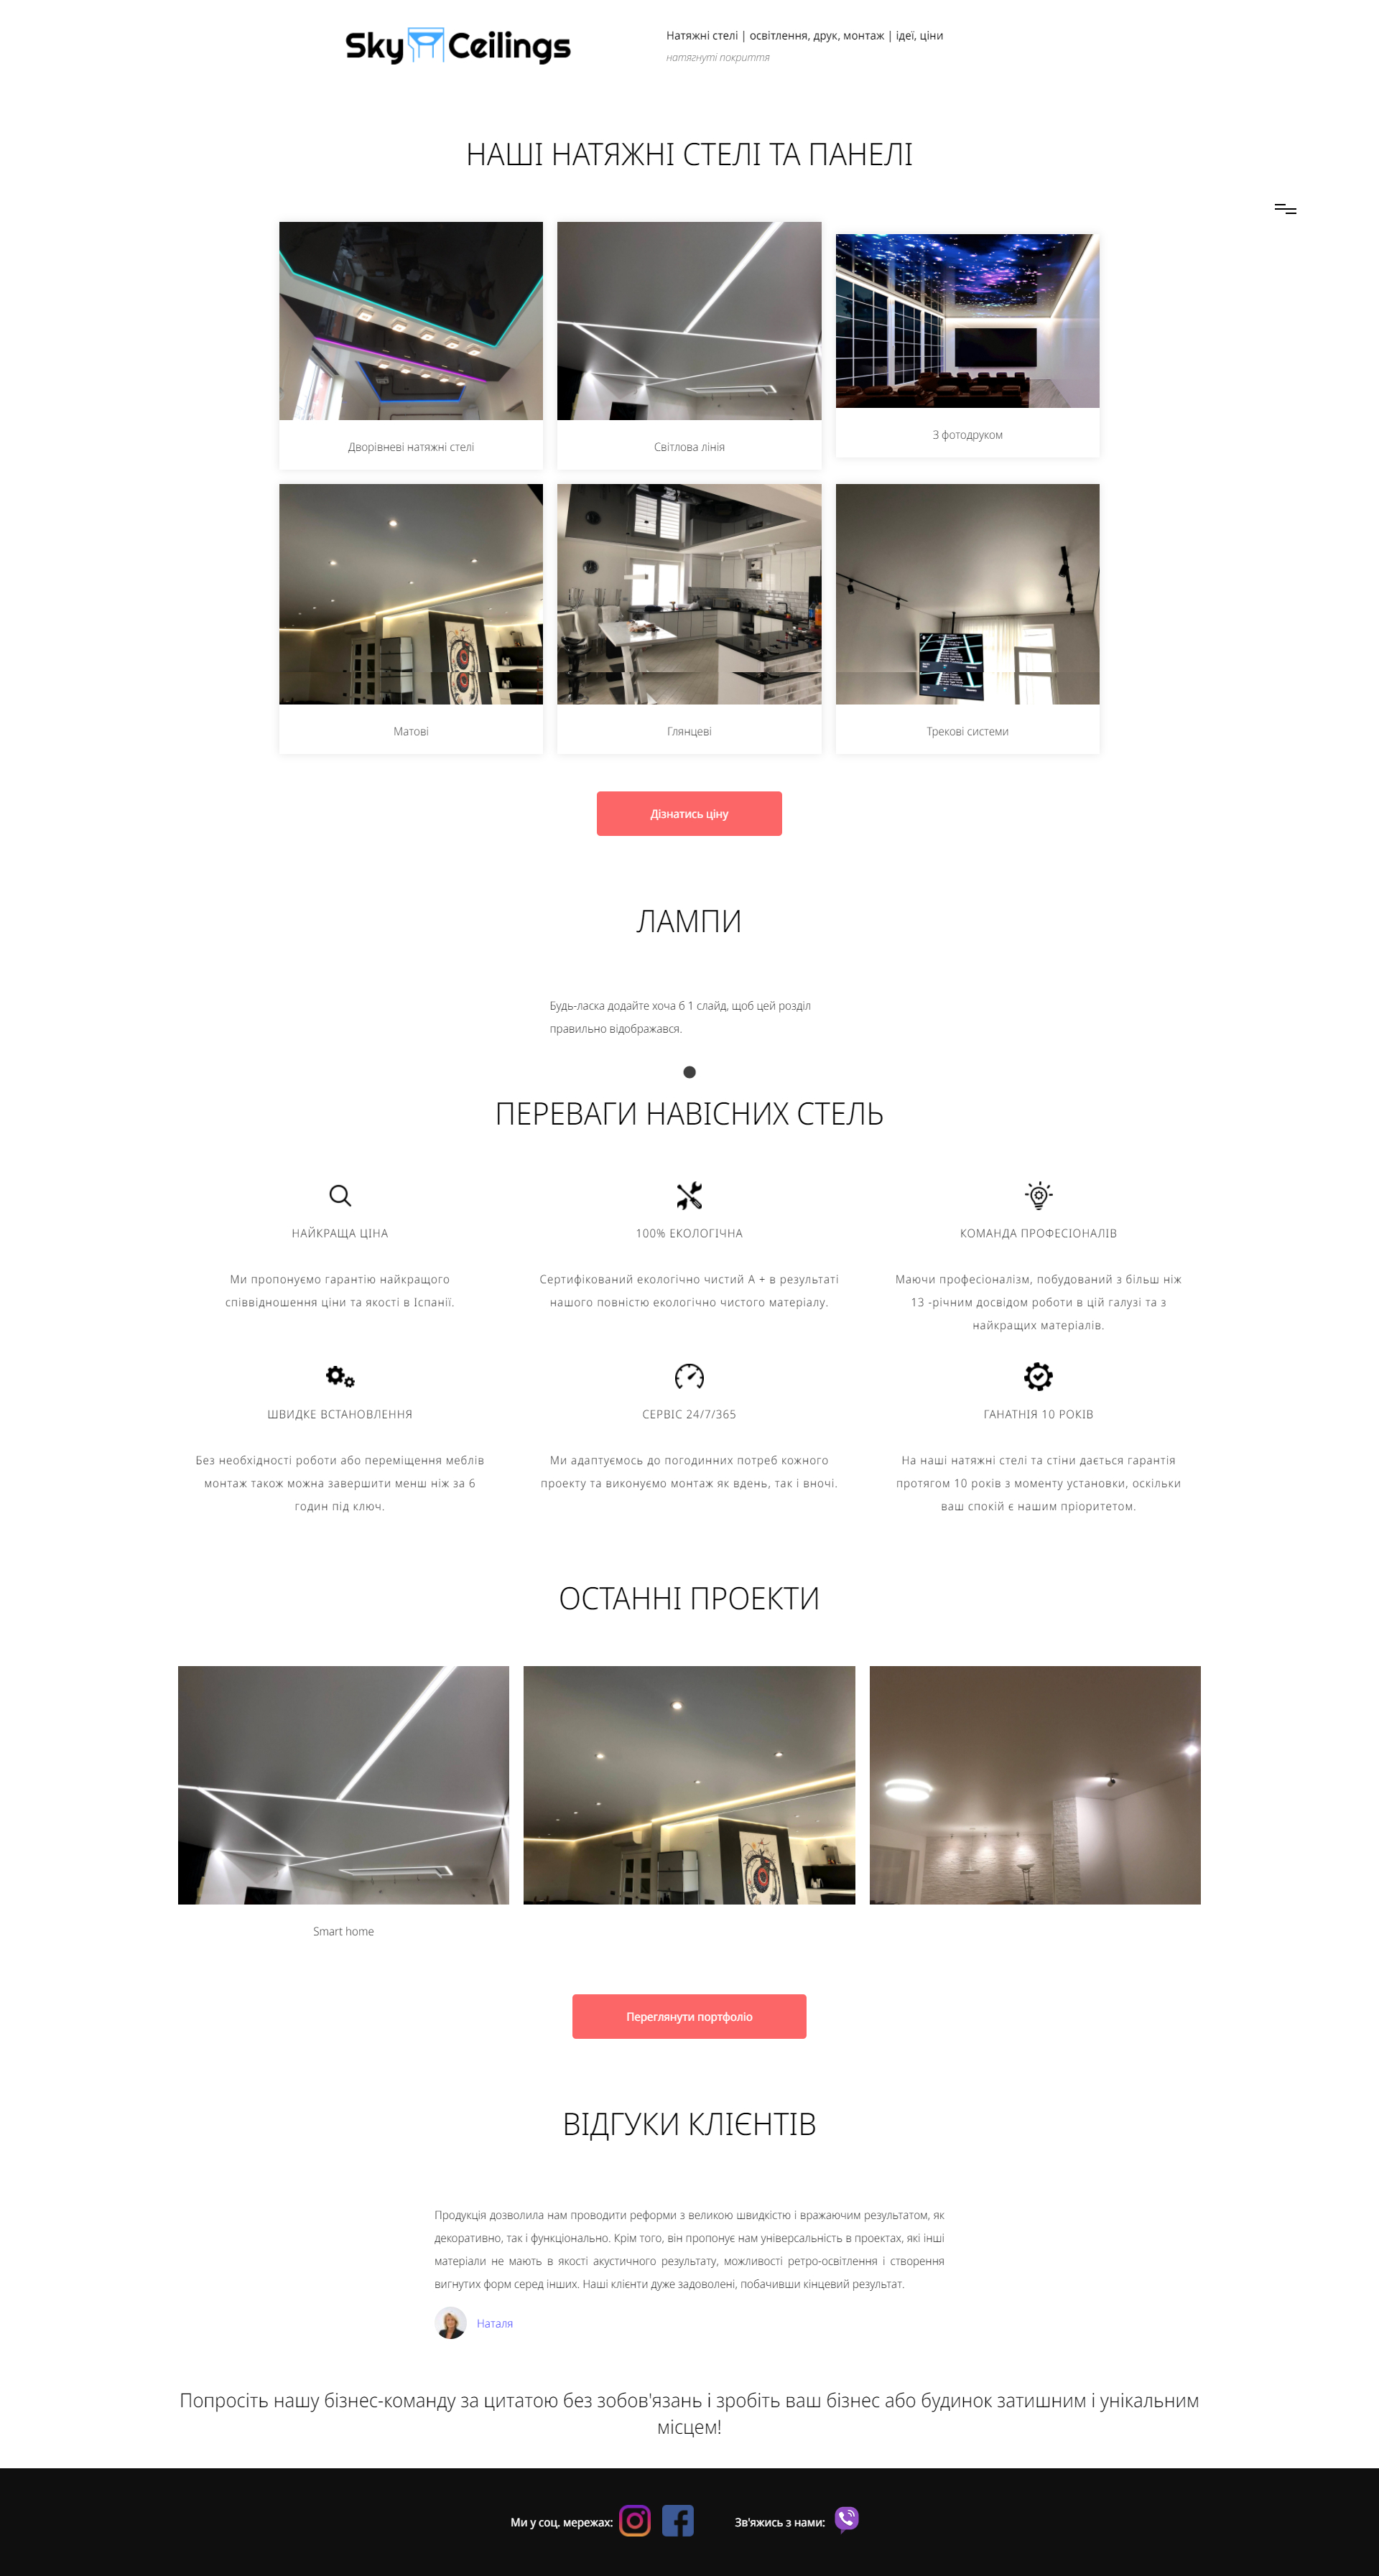 Sky Ceilings
Натяжні стелі | освітлення, друк, монтаж | ідеї, ціни
натягнуті покриття
НАШІ НАТЯЖНІ СТЕЛІ ТА ПАНЕЛІ
Дворівневі натяжні стелі
Світлова лінія
З фотодруком
Матові
Глянцеві
Трекові системи
Дізнатись ціну
ЛАМПИ
Будь-ласка додайте хоча б 1 слайд, щоб цей розділ
правильно відображався.
ПЕРЕВАГИ НАВІСНИХ СТЕЛЬ
НАЙКРАЩА ЦІНА
Ми пропонуємо гарантію найкращого
співвідношення ціни та якості в Іспанії.
100% ЕКОЛОГІЧНА
Сертифікований екологічно чистий A + в результаті
нашого повністю екологічно чистого матеріалу.
КОМАНДА ПРОФЕСІОНАЛІВ
Маючи професіоналізм, побудований з більш ніж
13 -річним досвідом роботи в цій галузі та з
найкращих матеріалів.
ШВИДКЕ ВСТАНОВЛЕННЯ
Без необхідності роботи або переміщення меблів
монтаж також можна завершити менш ніж за 6
годин під ключ.
СЕРВІС 24/7/365
Ми адаптуємось до погодинних потреб кожного
проекту та виконуємо монтаж як вдень, так і вночі.
ГАНАТНІЯ 10 РОКІВ
На наші натяжні стелі та стіни дається гарантія
протягом 10 років з моменту установки, оскільки
ваш спокій є нашим пріоритетом.
ОСТАННІ ПРОЕКТИ
Smart home
Переглянути портфоліо
ВІДГУКИ КЛІЄНТІВ
Продукція дозволила нам проводити реформи з великою швидкістю і вражаючим результатом, як
декоративно, так і функціонально. Крім того, він пропонує нам універсальність в проектах, які інші
матеріали не мають в якості акустичного результату, можливості ретро-освітлення і створення
вигнутих форм серед інших. Наші клієнти дуже задоволені, побачивши кінцевий результат.
Наталя
Попросіть нашу бізнес-команду за цитатою без зобов'язань і зробіть ваш бізнес або будинок затишним і унікальним
місцем!
Ми у соц. мережах:
Зв'яжись з нами: